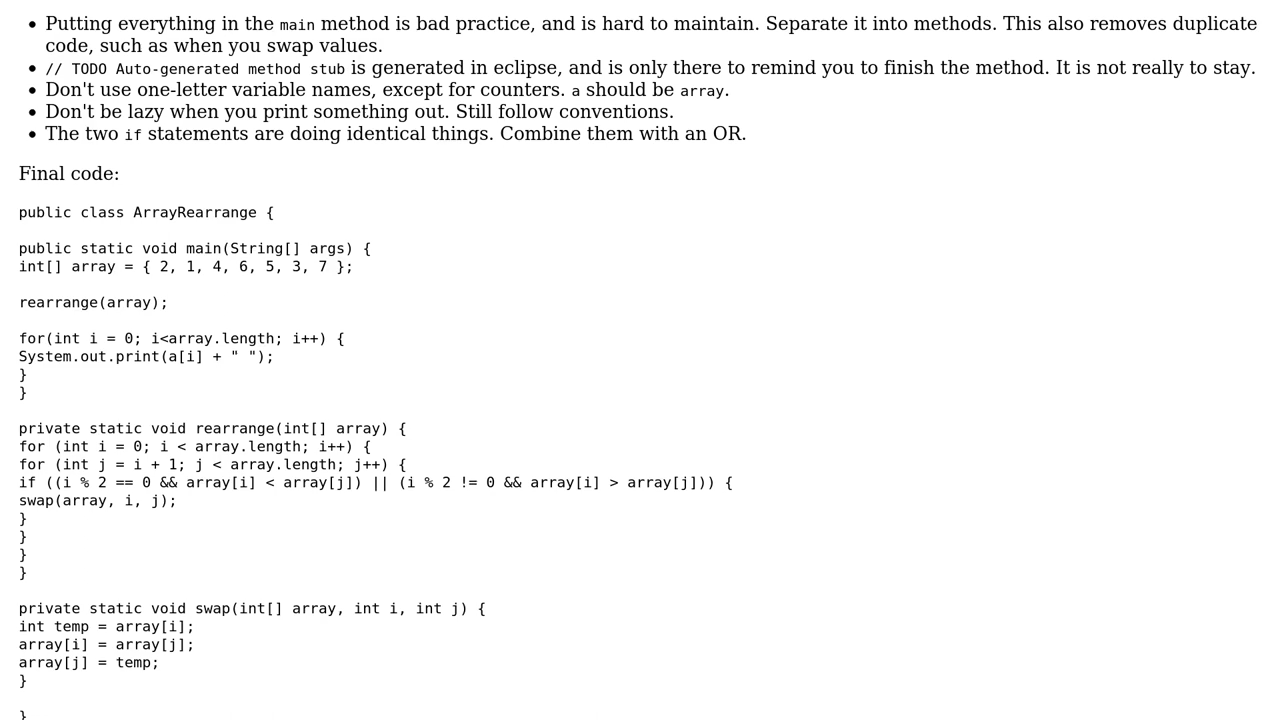 • Putting everything in the main method is bad practice, and is hard to maintain. Separate it into methods. This also removes duplicate
code, such as when you swap values.
• // TODO Auto-generated method stub is generated in eclipse, and is only there to remind you to finish the method. It is not really to stay.
• Don't use one-letter variable names, except for counters. a should be array.
• Don't be lazy when you print something out. Still follow conventions.
• The two if statements are doing identical things. Combine them with an OR.
Final code:
public class ArrayRearrange {
public static void main(String[] args) {
int[] array = { 2, 1, 4, 6, 5, 3, 7 };
rearrange(array);
for(int i = 0; i<array.length; i++) {
System.out.print(a[i] + " ");
}
}
private static void rearrange(int[] array) {
for (int i = 0; i < array.length; i++) {
for (int j = i + 1; j < array.length; j++) {
if ((i % 2 == 0 && array[i] < array[j]) || (i % 2 != 0 && array[i] > array[j])) {
swap(array, i, j);
}
}
}
}
private static void swap(int[] array, int i, int j) {
int temp = array[i];
array[i] = array[j];
array[j] = temp;
}
}